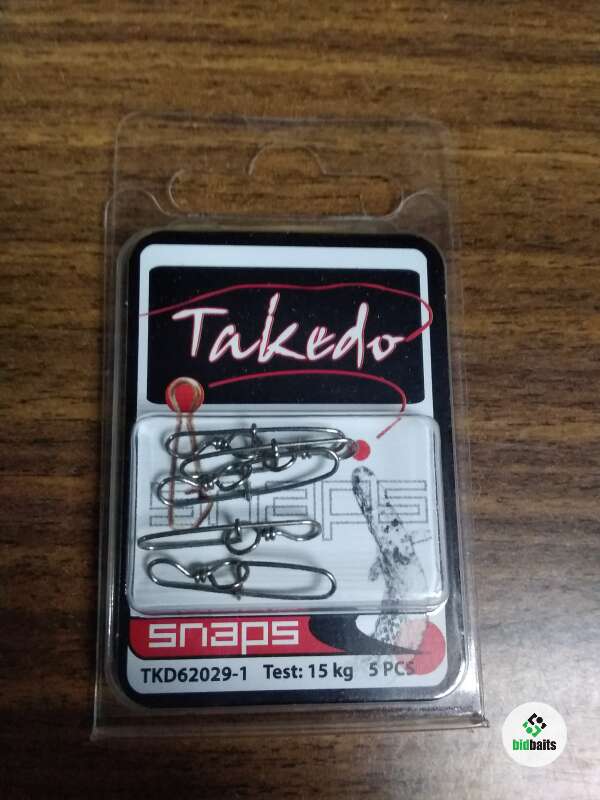 Takedo
snaps
snaps
TKD62029-1 Test: 15 kg 5 PCS
bidbaits